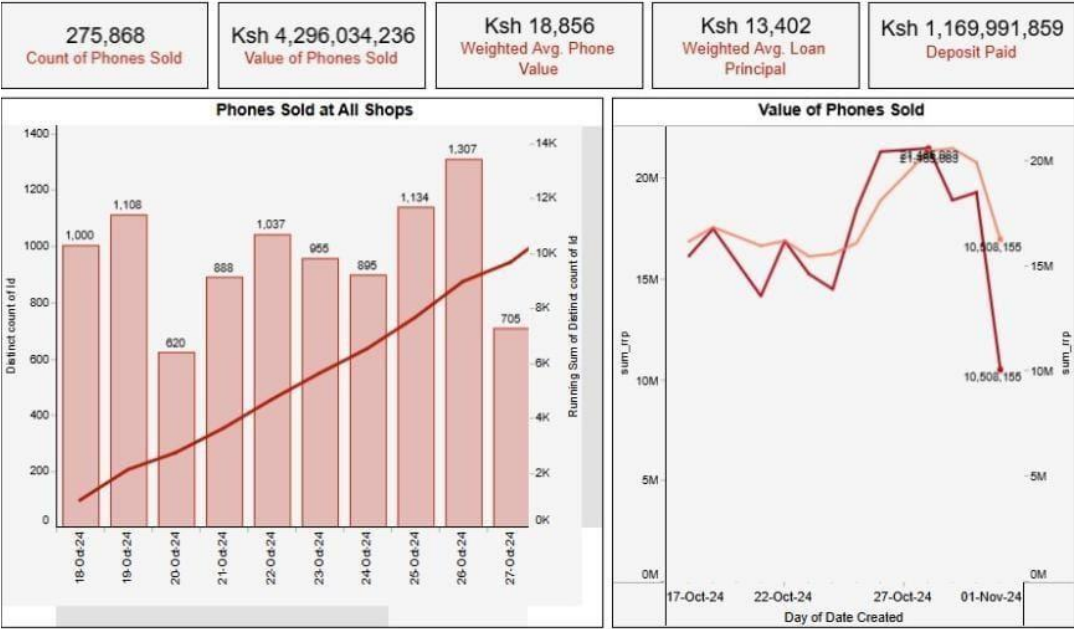 275,868
Count of Phones Sold
Ksh 4,296,034,236
Value of Phones Sold
Ksh 18,856
Weighted Avg. Phone
Value
Ksh 13,402
Weighted Avg. Loan
Principal
Ksh 1,169,991,859
Deposit Paid
Phones Sold at All Shops
1400
1200
1000
800
600
400
200
0
Distinct count of Id
1,000
1,108
620
888
1,037
955
895
1,134
1,307
705
14K
12K
10K
8K
6K
4K
2K
0K
Running Sum of Distinct count of Id
18-Oct-24
19-Oct-24
20-Oct-24
21-Oct-24
22-Oct-24
23-Oct-24
24-Oct-24
25-Oct-24
26-Oct-24
27-Oct-24
Value of Phones Sold
20M
15M
10M
5M
0M
sum_rrp
10,508,155
10,508,155
20M
15M
10M
5M
0M
sum_rrp
17-Oct-24
22-Oct-24
27-Oct-24
01-Nov-24
Day of Date Created